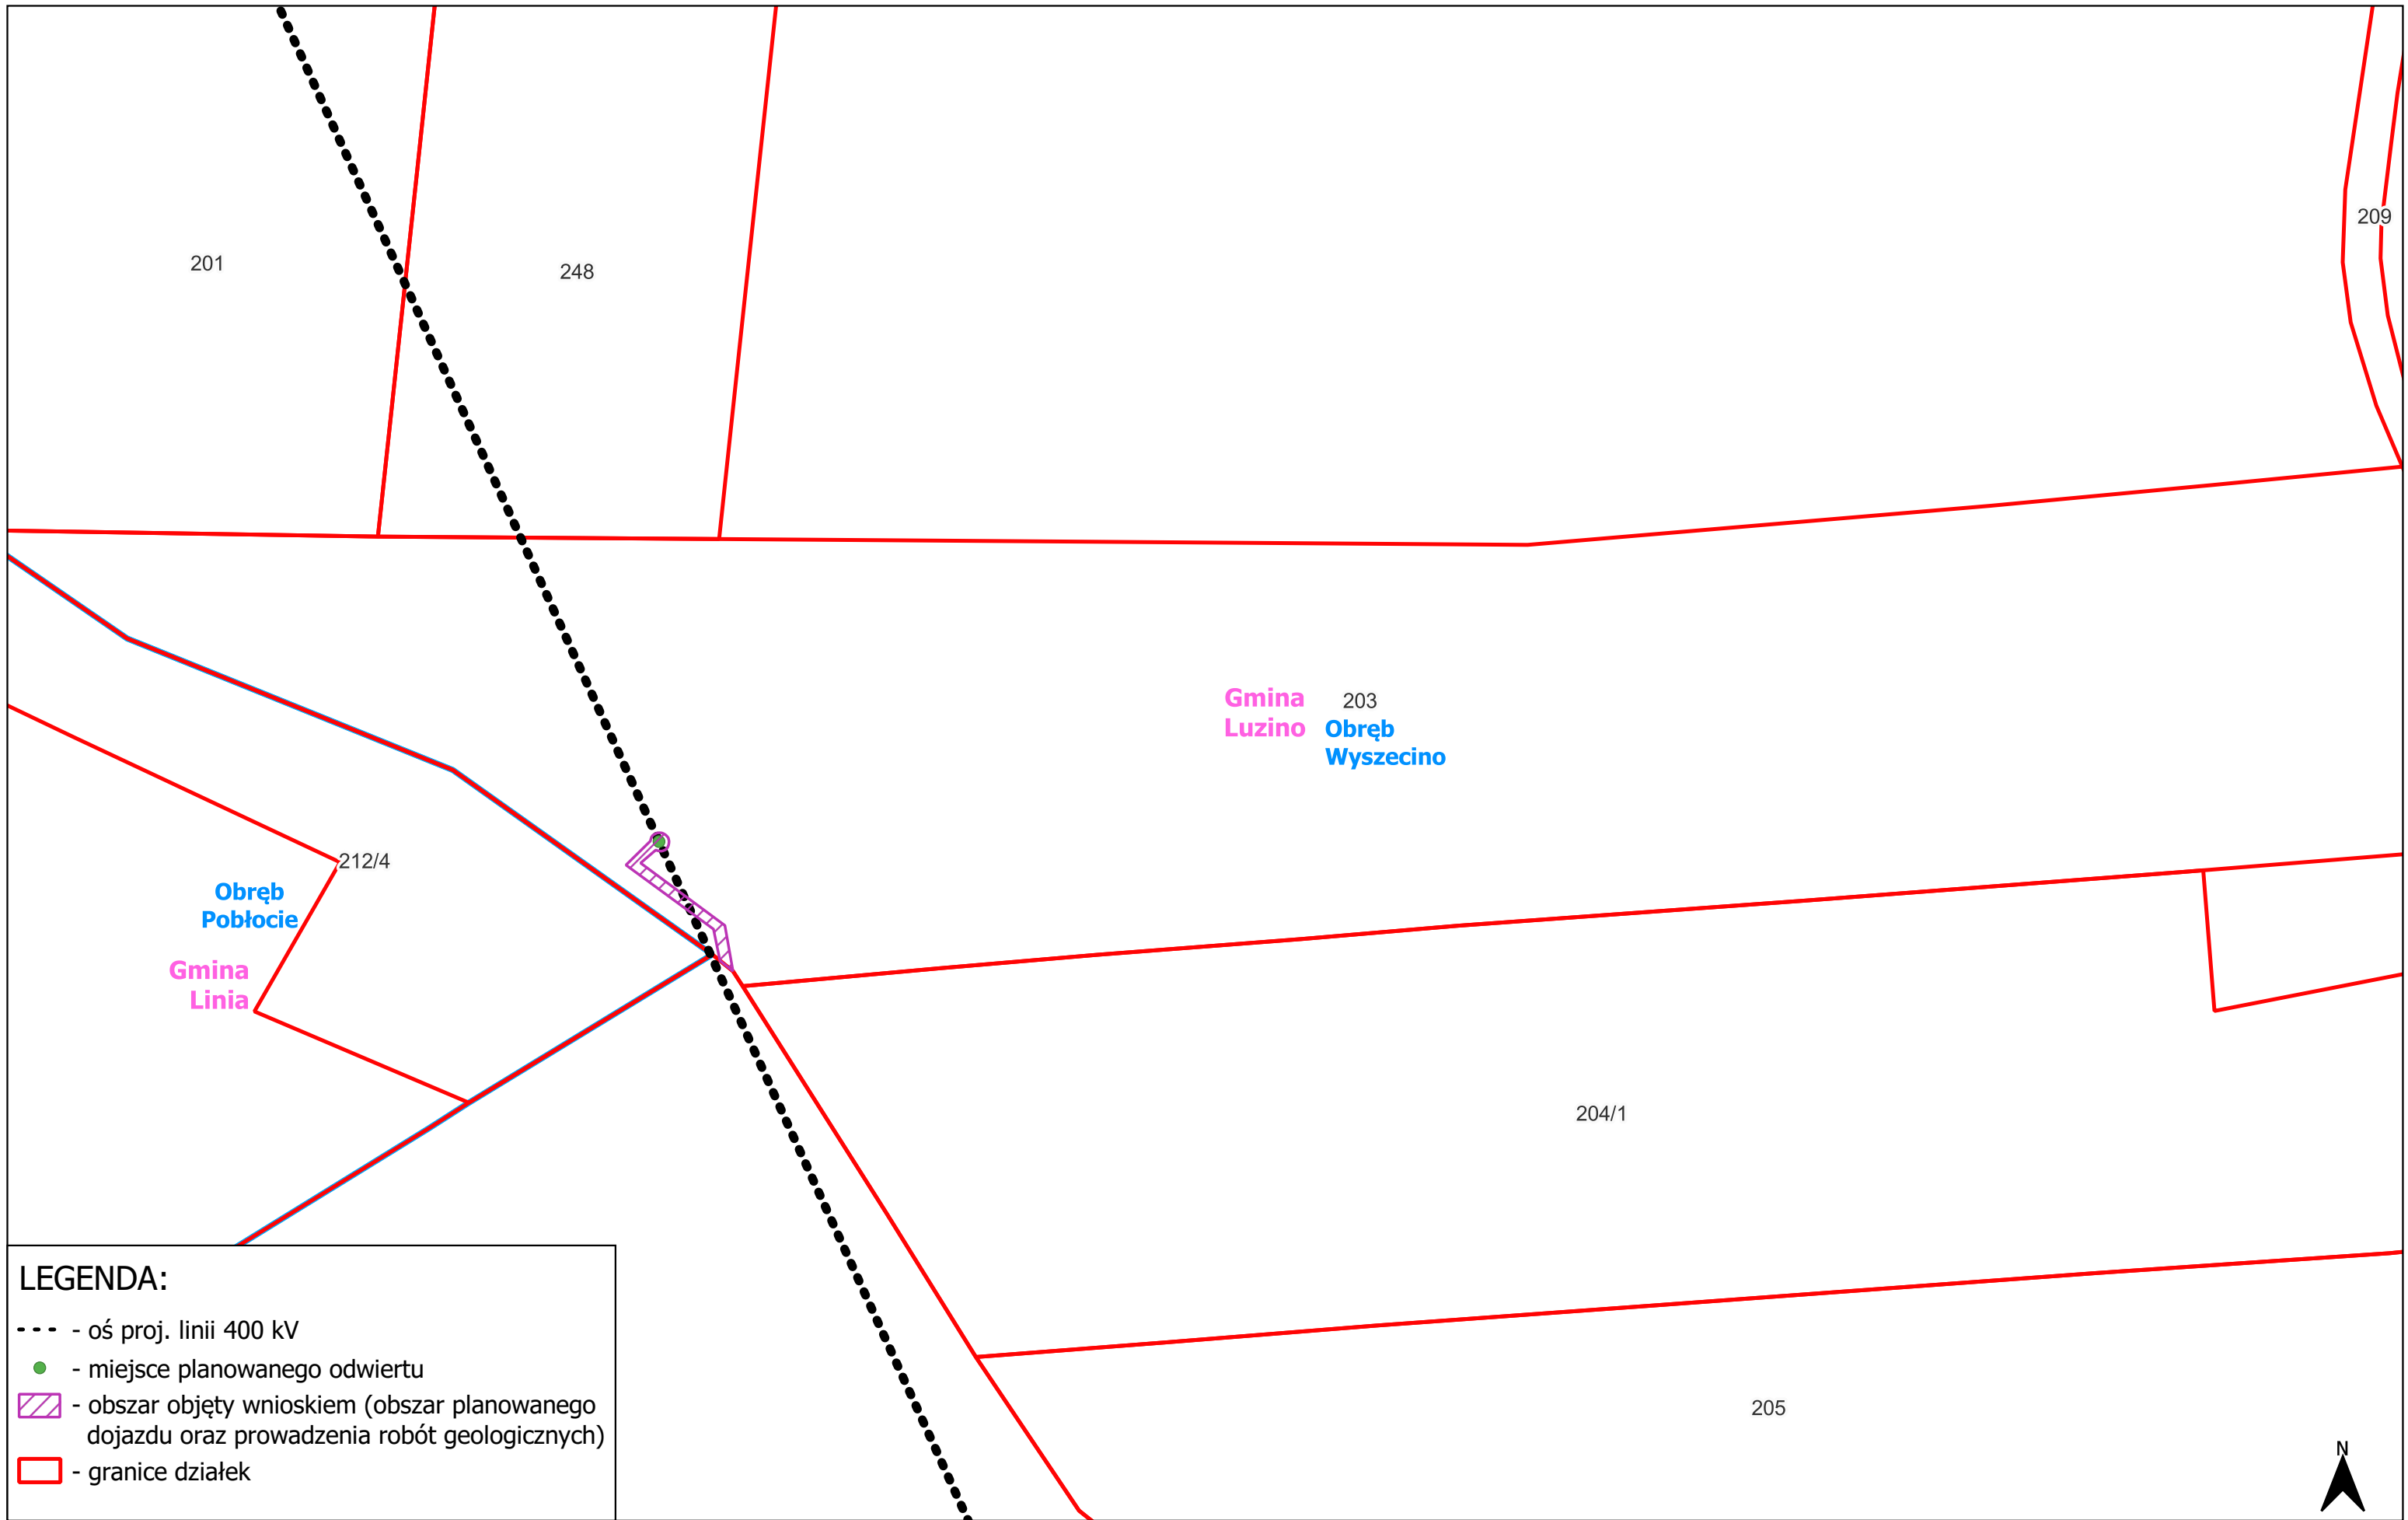 209
201
248
Gmina
Luzino
203
Obręb
Wyszecino
212/4
Obręb
Pobłocie
Gmina
Linia
204/1
205
LEGENDA:
- oś proj. linii 400 kV
- miejsce planowanego odwiertu
- obszar objęty wnioskiem (obszar planowanego
dojazdu oraz prowadzenia robót geologicznych)
- granice działek
N